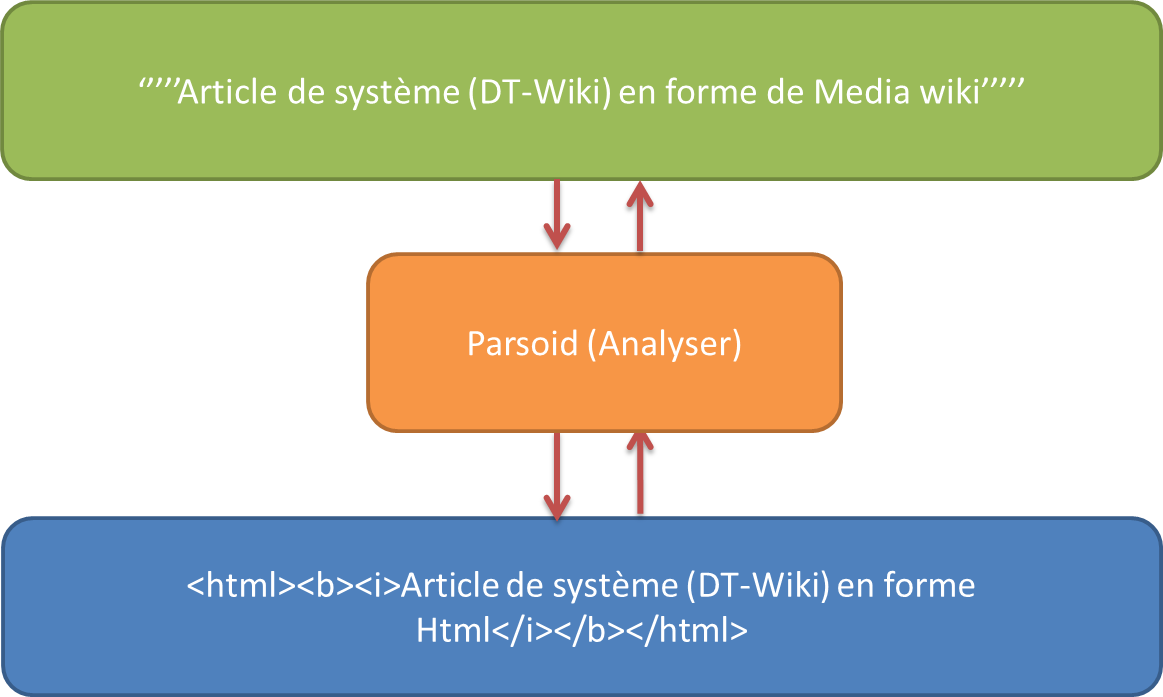 ‘’’’’Article de système (DT-Wiki) en forme de Media wiki’’’’’
Parsoid (Analyser)
<html><b><i>Article de système (DT-Wiki) en forme
Html</i></b></html>